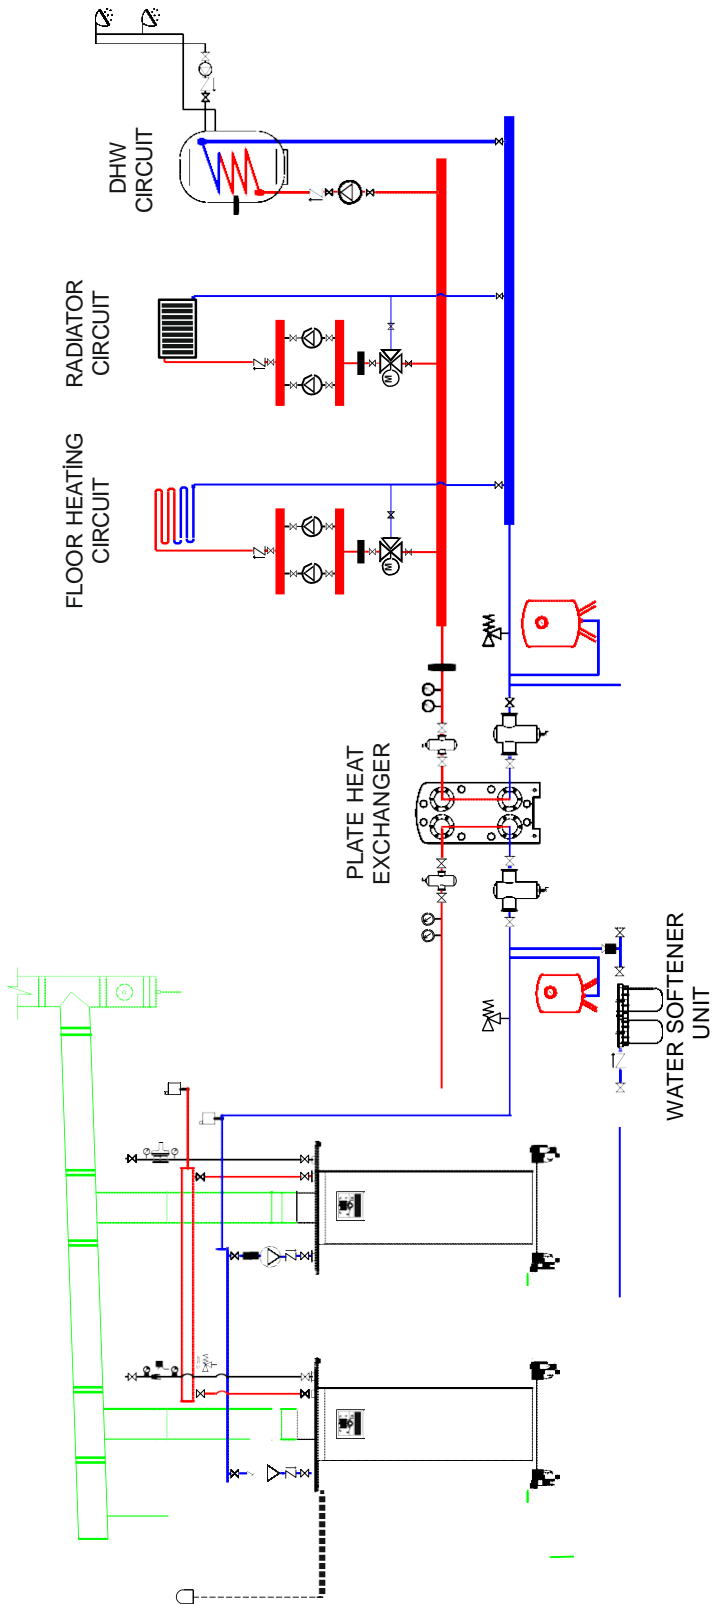 DHW
CIRCUIT
RADIATOR
CIRCUIT
FLOOR HEATİNG
CIRCUIT
M
M
PLATE HEAT
EXCHANGER
WATER SOFTENER
UNIT